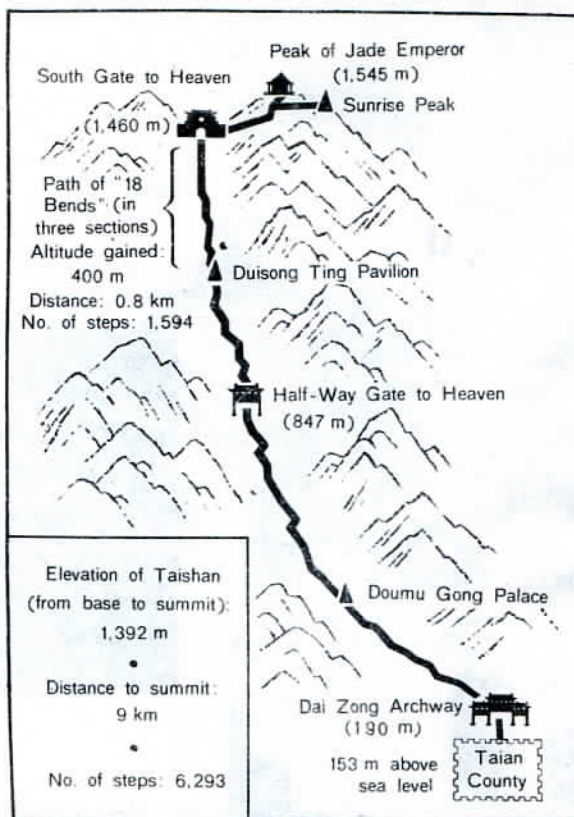 Peak of Jade Emperor
(1,545 m)
South Gate to Heaven
Sunrise Peak
(1,460 m)
Path of "18
Bends" (in
three sections)
Altitude gained:
400 m
Distance: 0.8 km
No. of steps: 1,594
Duisong Ting Pavilion
Half-Way Gate to Heaven
(847 m)
Doumu Gong Palace
Dai Zong Archway
(190 m)
153 m above
sea level
Taian
County
Elevation of Taishan
(from base to summit):
1,392 m
Distance to summit:
9 km
No. of steps: 6,293